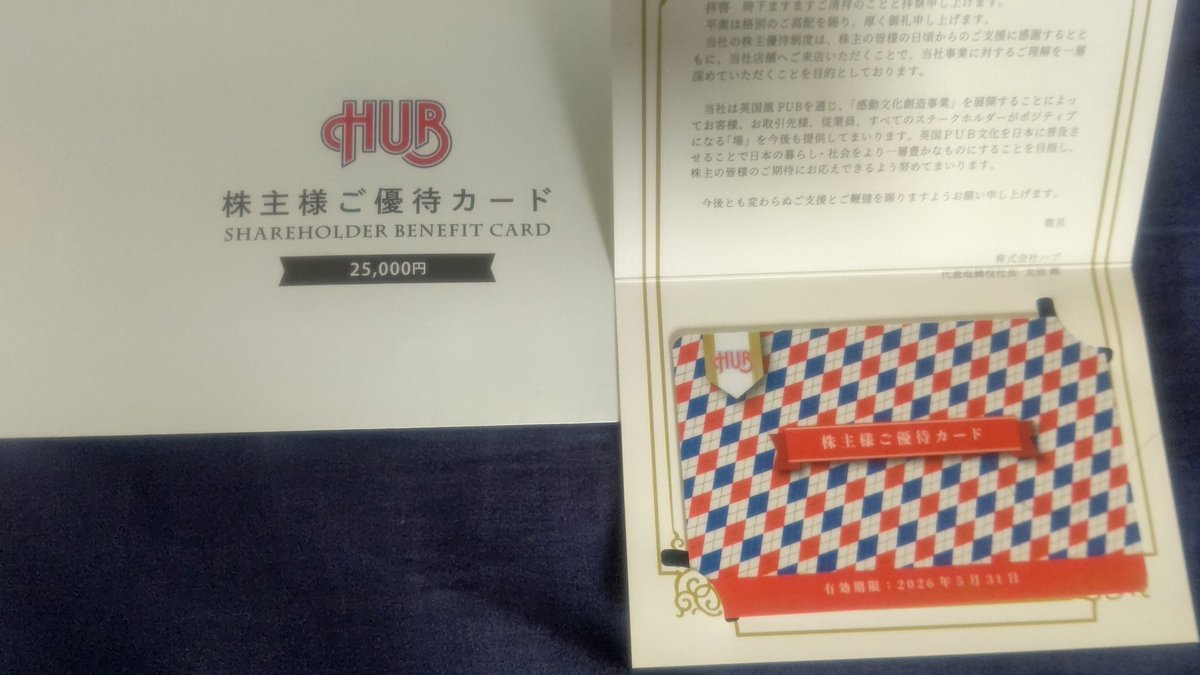 HUB
株主様ご優待カード
SHAREHOLDER BENEFIT CARD
25,000円
拝啓 時下ますますご清祥のことと拝察申し上げます。
平素は格別のご高配を賜り、厚く御礼申し上げます。
当社の株主優待制度は、株主の皆様の日頃からのご支援に感謝するとと
もに、当社店舗へご来店いただくことで、当社事業に対するご理解を一層
深めていただくことを目的としております。
当社は英国風PUBを通じ、「感動文化創造事業」を展開することによっ
てお客様、お取引先様、従業員、すべてのステークホルダーがポジティブ
になる「場」を今後も提供してまいります。英国PUB文化を日本に普及さ
せることで日本の暮らし・社会をより一層豊かなものにすることを目指し、
株主の皆様のご期待にお応えできるよう努めてまいります。
今後とも変わらぬご支援とご鞭撻を賜りますようお願い申し上げます。
敬具
株式会社ハブ
代表取締役社長 太田 剛
HUB
株主様ご優待カード
有効期限：2026年5月31日